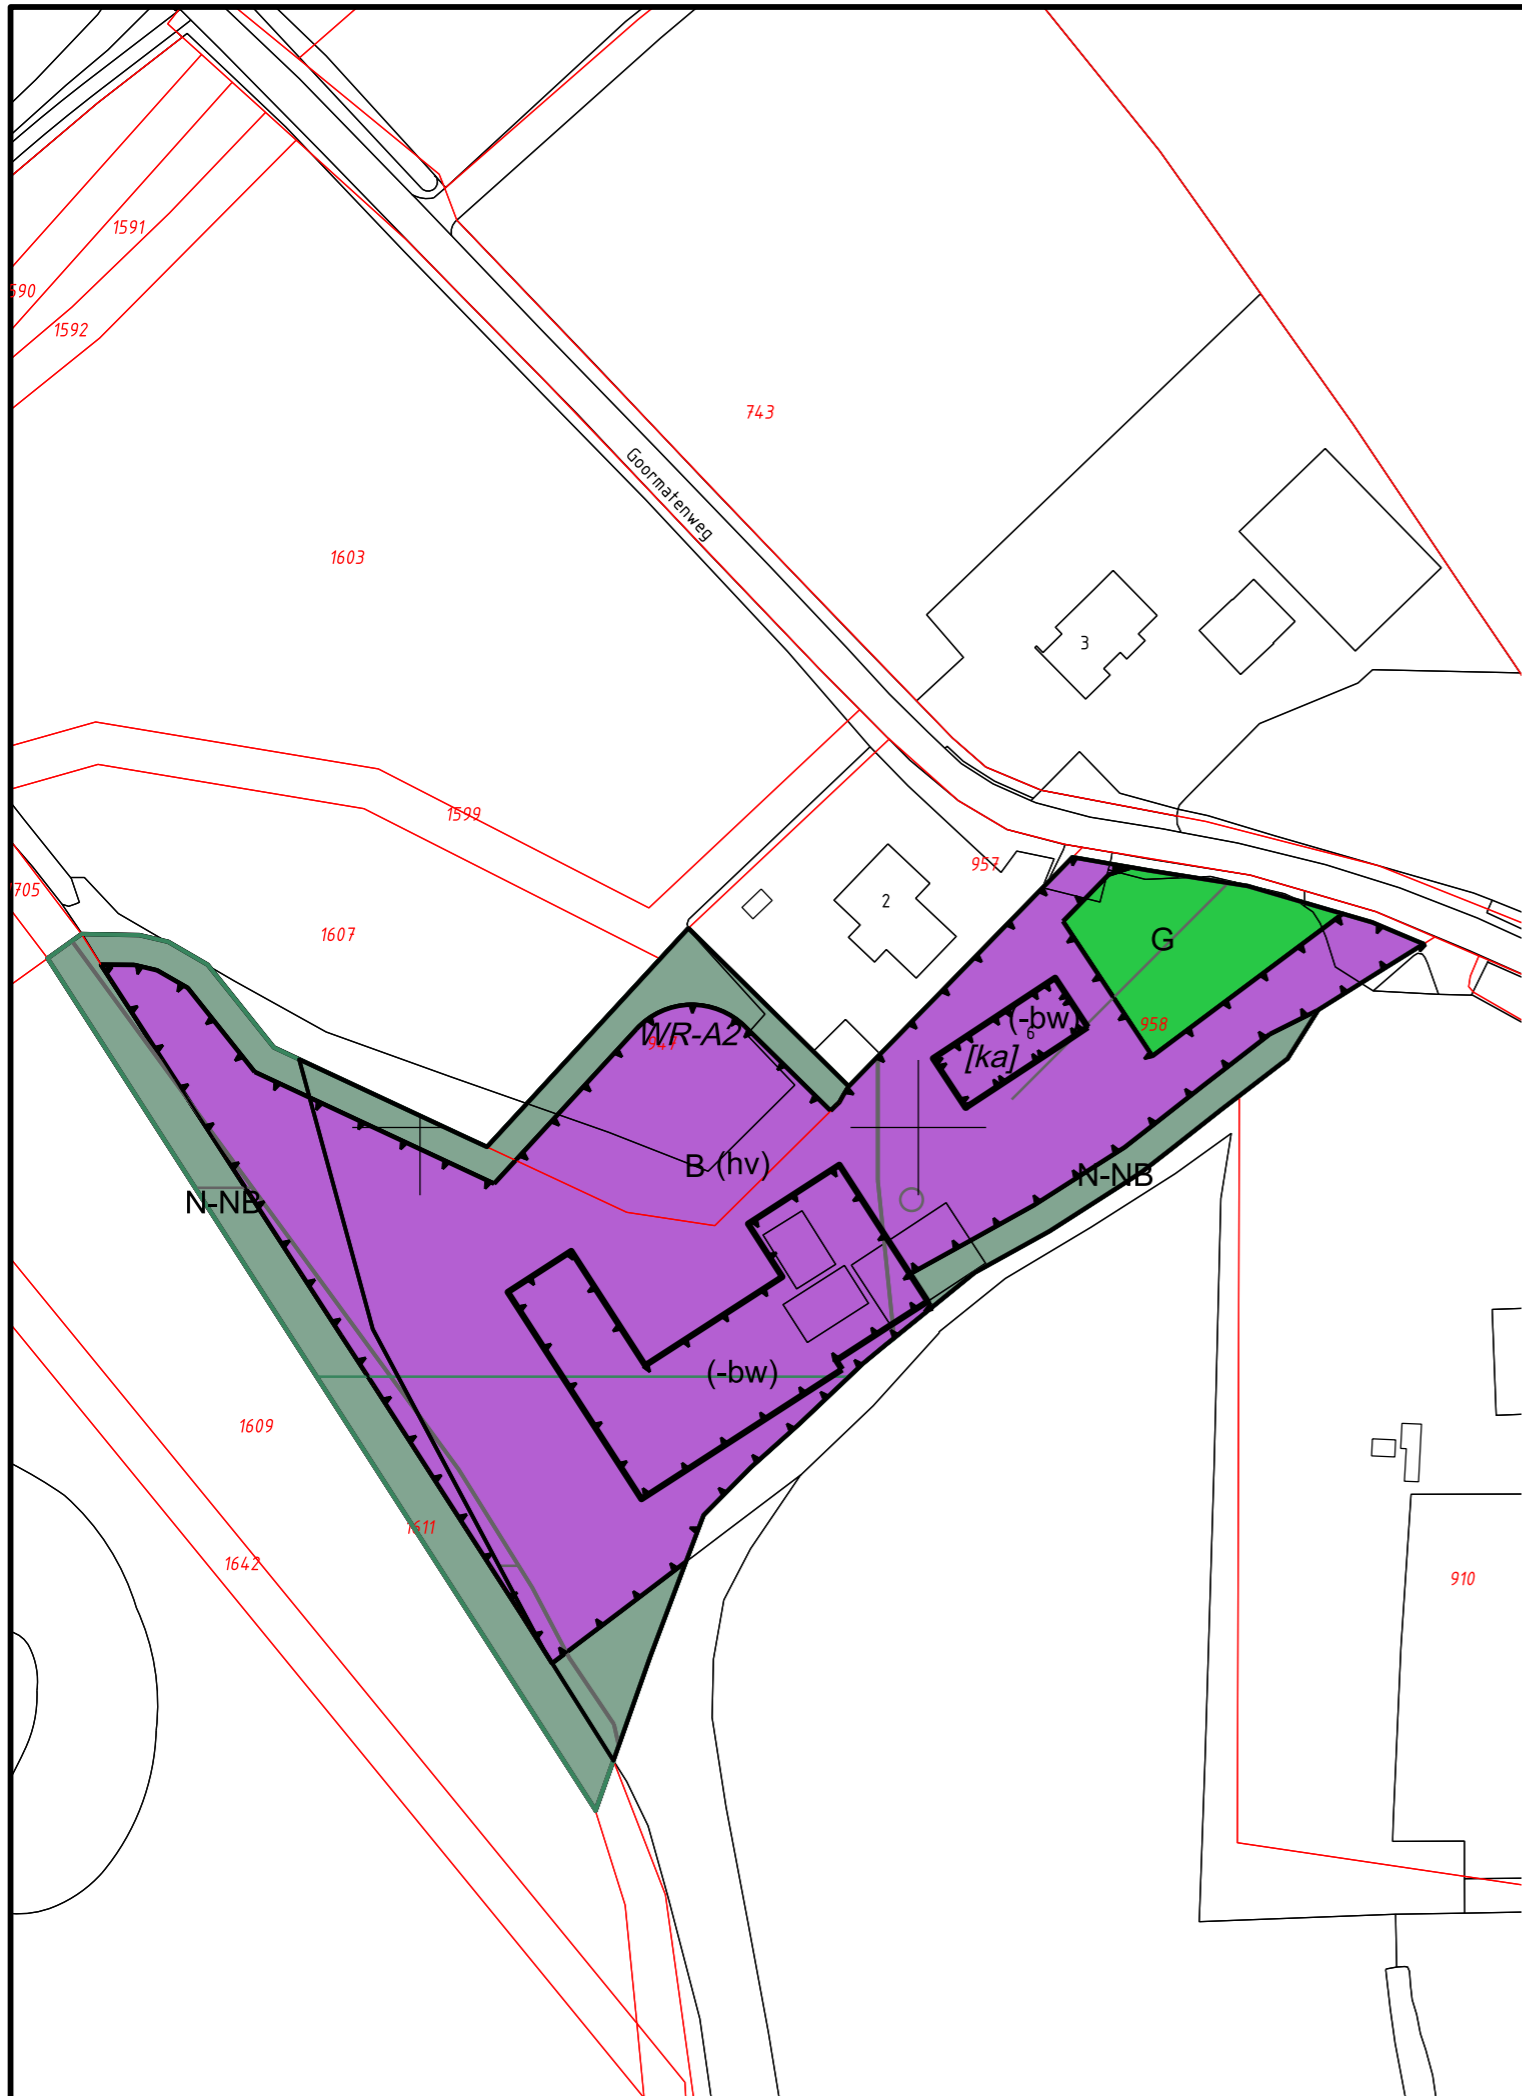 1591
590
1592
743
Goormatenweg
1603
3
1599
957
705
2
1607
G
(-bw)
6
958
WR-A2
[ka]
B (hv)
N-NB
N-NB
(-bw)
1609
1611
1642
910